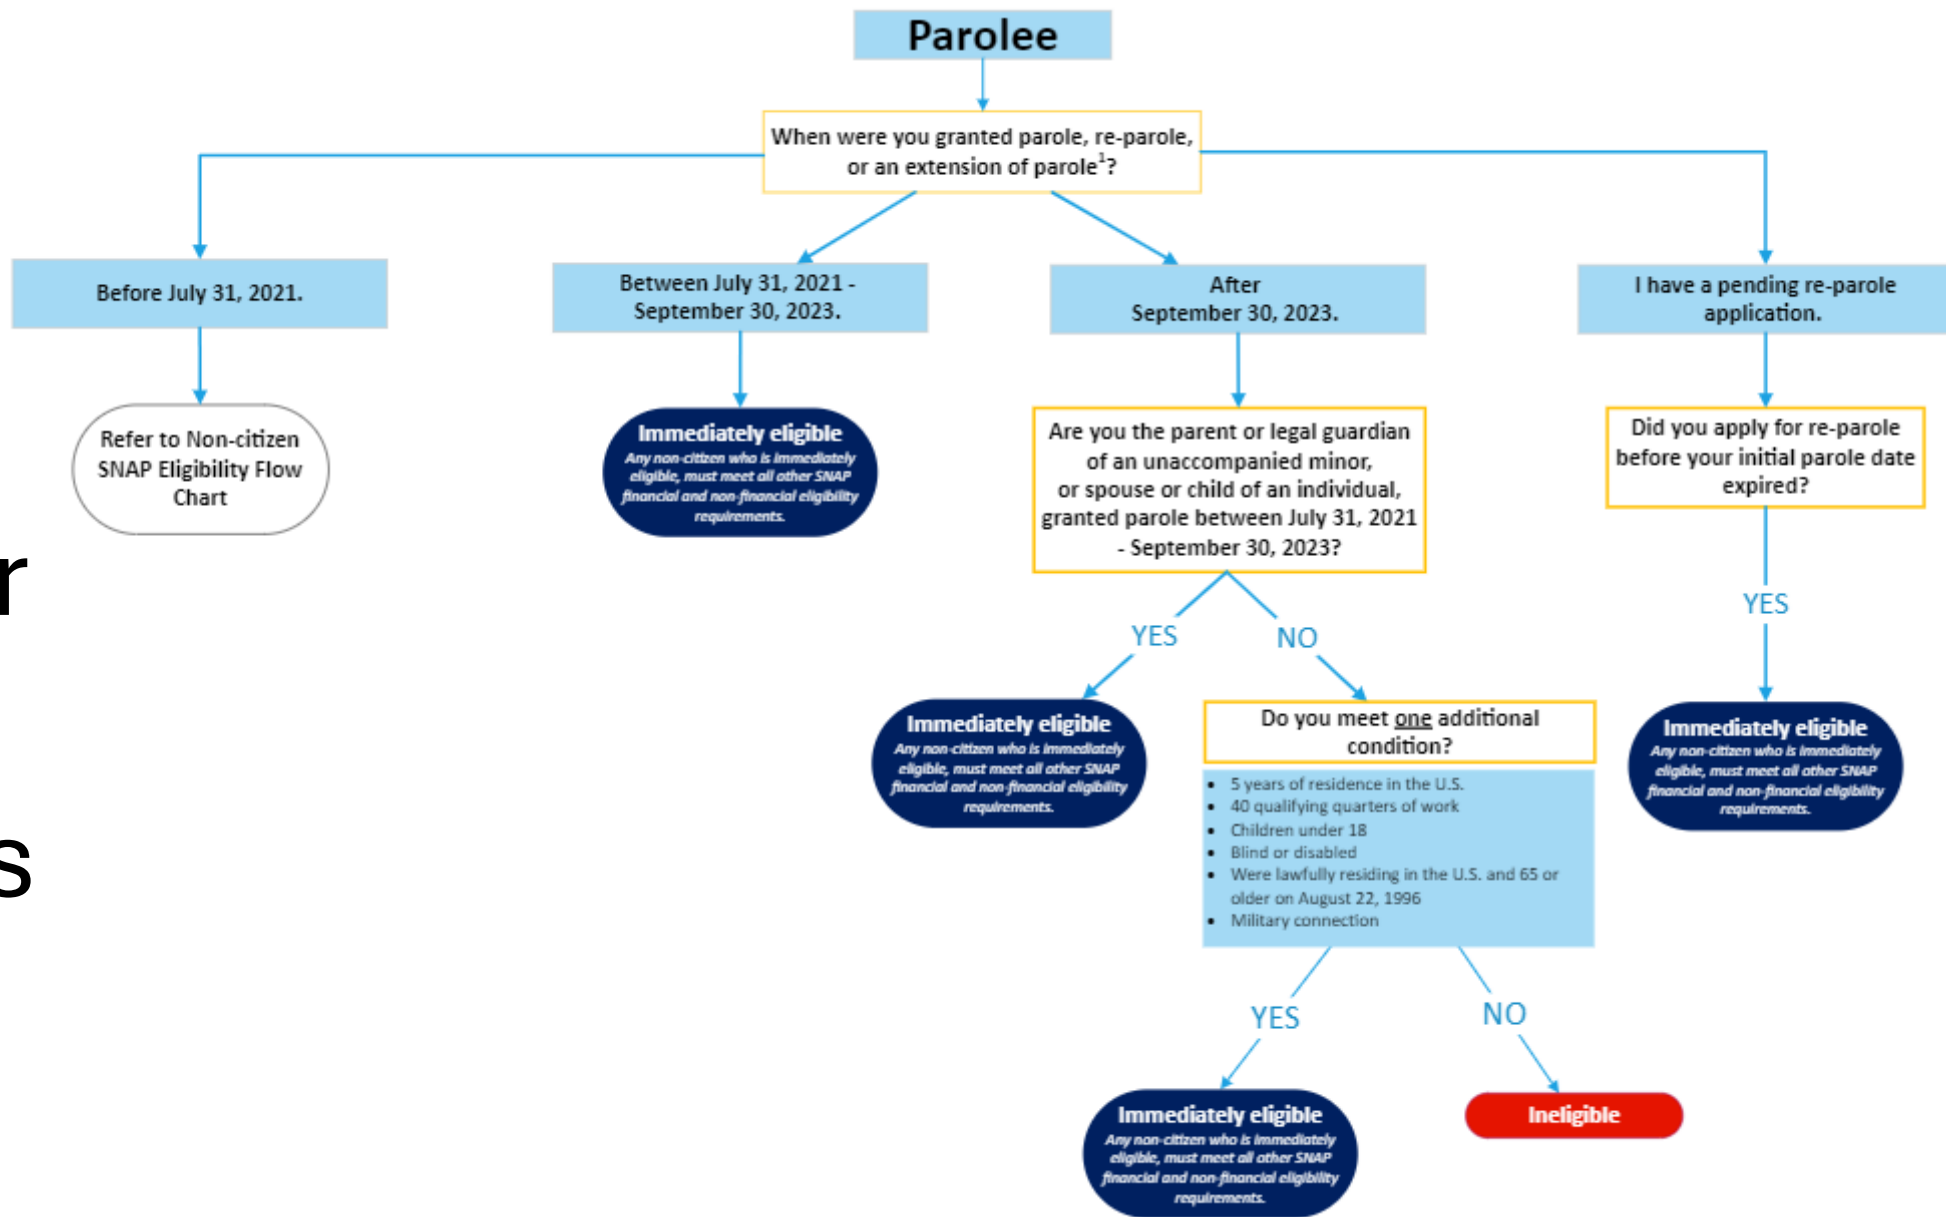 Parolee
When were you granted parole, re-parole,
or an extension of parole1?
Before July 31, 2021.
Between July 31, 2021 -
September 30, 2023.
After
September 30, 2023.
I have a pending re-parole
application.
Refer to Non-citizen
SNAP Eligibility Flow
Chart
Immediately eligible
Any non-citizen who is immediately
eligible, must meet all other SNAP
financial and non-financial eligibility
requirements.
Are you the parent or legal guardian
of an unaccompanied minor,
or spouse or child of an individual,
granted parole between July 31, 2021
- September 30, 2023?
Did you apply for re-parole
before your initial parole date
expired?
r
YES
NO
YES
Immediately eligible
Any non-citizen who is immediately
eligible, must meet all other SNAP
financial and non-financial eligibility
requirements.
Do you meet one additional
condition?
• 5 years of residence in the U.S.
• 40 qualifying quarters of work
• Children under 18
• Blind or disabled
• Were lawfully residing in the U.S. and 65 or
older on August 22, 1996
• Military connection
Immediately eligible
Any non-citizen who is immediately
eligible, must meet all other SNAP
financial and non-financial eligibility
requirements.
s
YES
NO
Immediately eligible
Any non-citizen who is immediately
eligible, must meet all other SNAP
financial and non-financial eligibility
requirements.
Ineligible